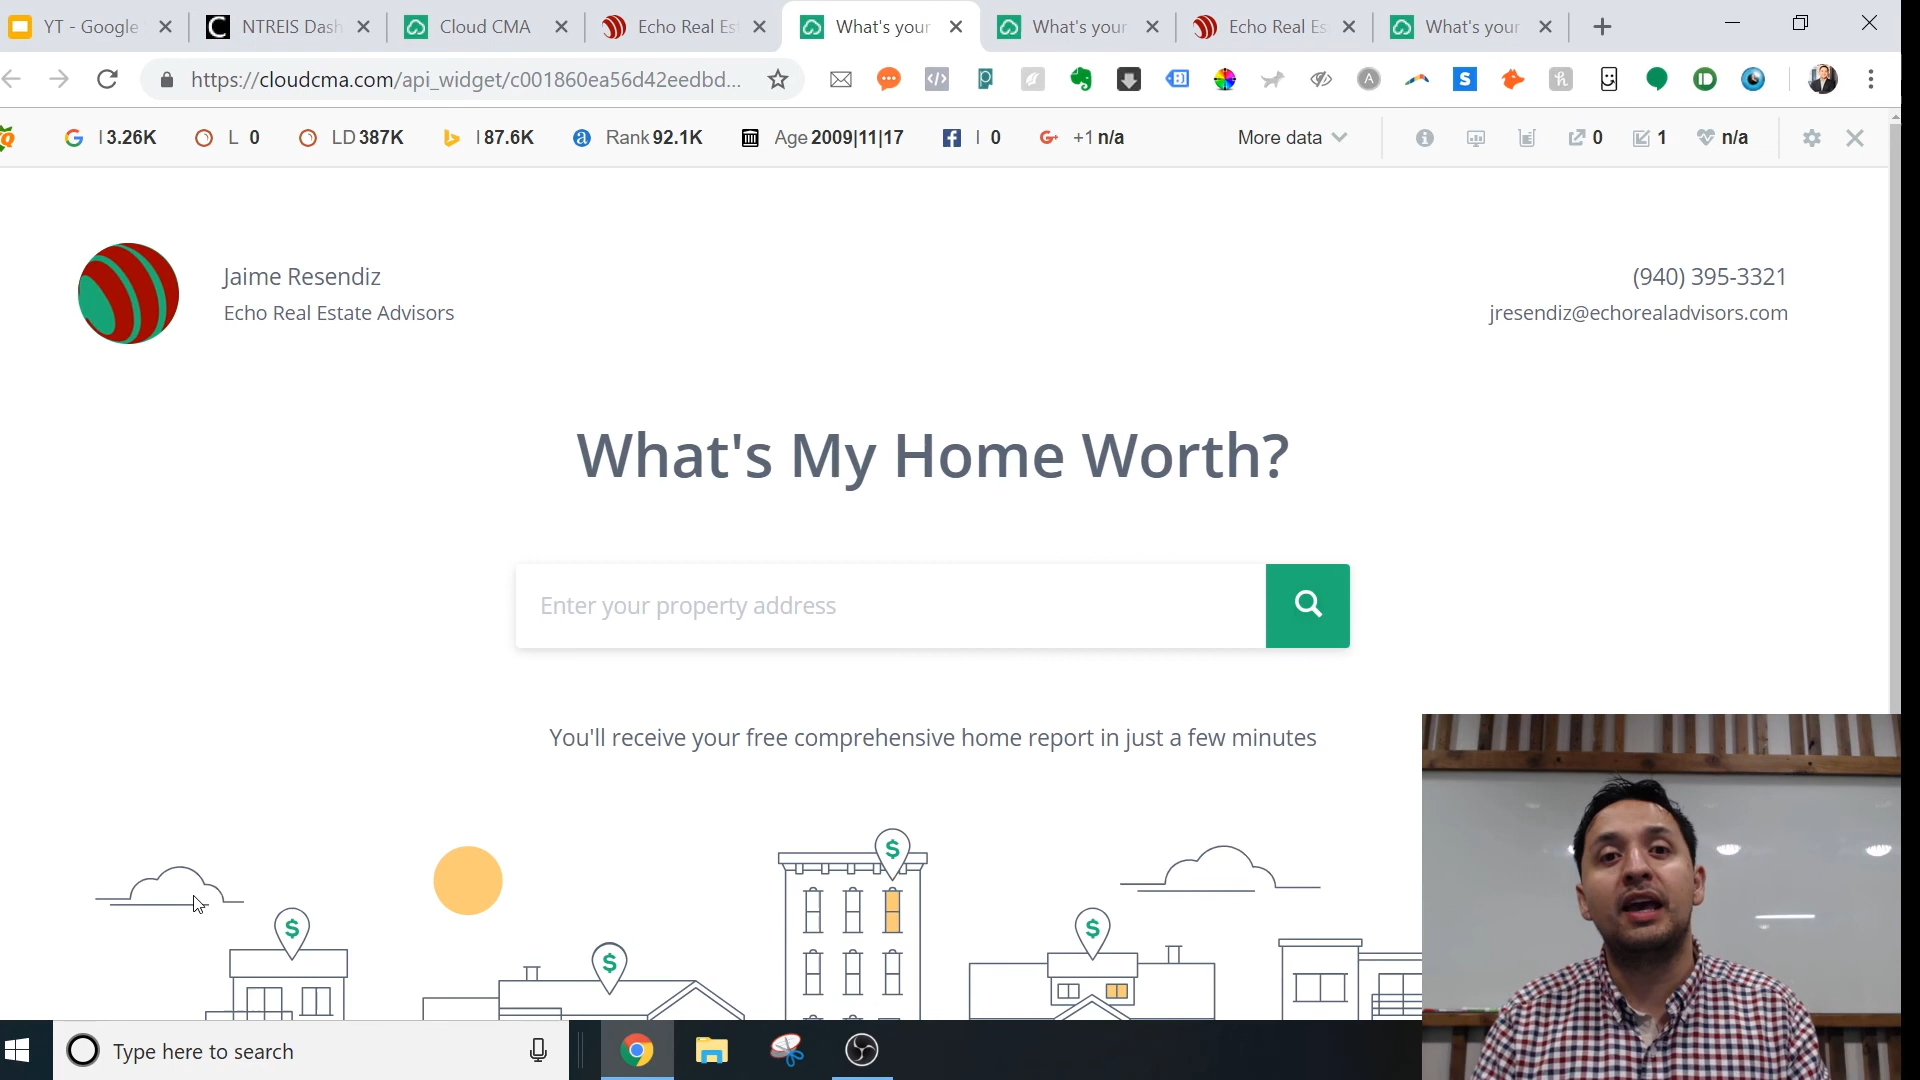 YT - Google
NTREIS Dash
Cloud CMA
Echo Real Es
What's your
What's your
Echo Real Es
What's your
https://cloudcma.com/api_widget/c001860ea56d42eedbd...
I 3.26K
L 0
LD 387K
I 87.6K
Rank 92.1K
Age 2009|11|17
I 0
+1 n/a
More data
0
1
n/a
Jaime Resendiz
(940) 395-3321
Echo Real Estate Advisors
jresendiz@echorealadvisors.com
What's My Home Worth?
Enter your property address
You'll receive your free comprehensive home report in just a few minutes
$
$
$
$
Type here to search